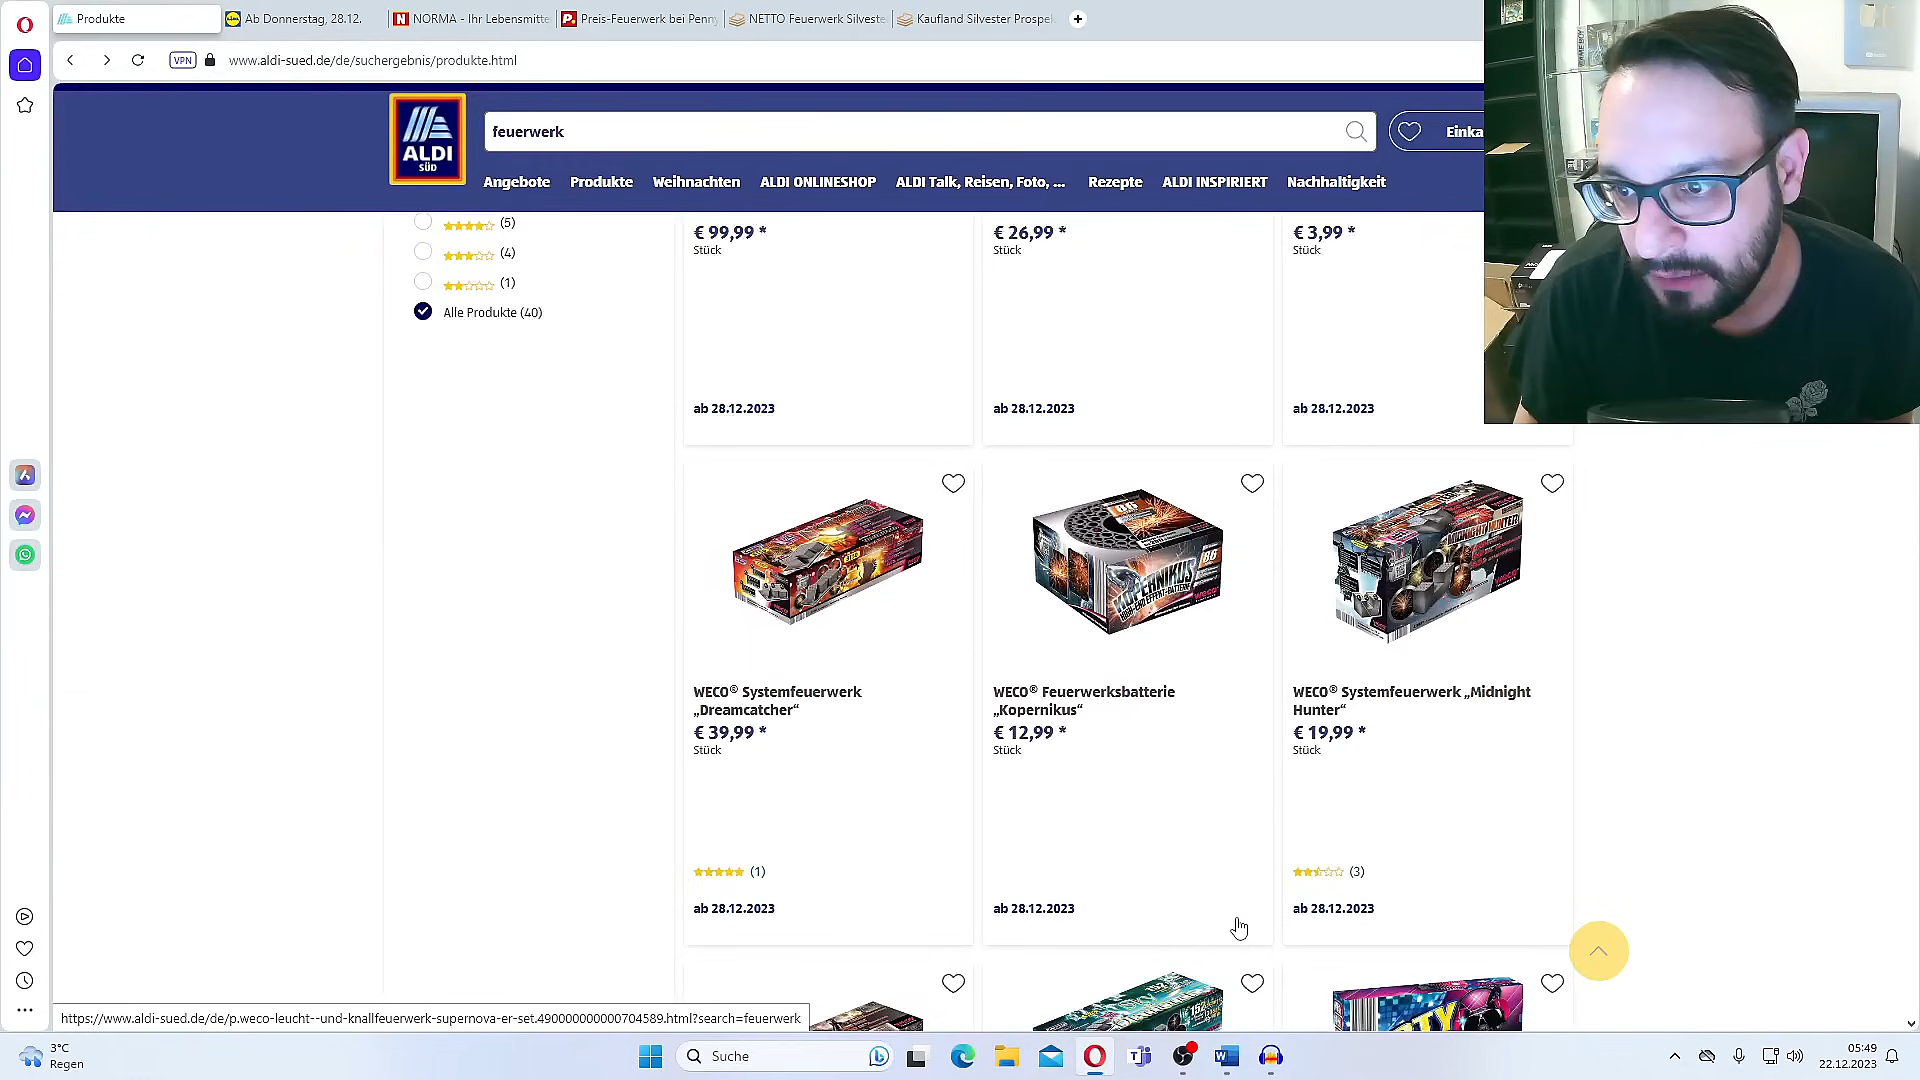 Produkte
Ab Donnerstag, 28.12.
NORMA - Ihr Lebensmitte
Preis-Feuerwerk bei Penny
NETTO Feuerwerk Silveste
Kaufland Silvester Prospek
VPN
www.aldi-sued.de/de/suchergebnis/produkte.html
ALDI
SÜD
feuerwerk
Einka
Angebote
Produkte
Weihnachten
ALDI ONLINESHOP
ALDI Talk, Reisen, Foto, ...
Rezepte
ALDI INSPIRIERT
Nachhaltigkeit
(5)
(4)
(1)
Alle Produkte (40)
€ 99,99 *
Stück
ab 28.12.2023
€ 26,99 *
Stück
ab 28.12.2023
€ 3,99 *
Stück
ab 28.12.2023
WECO® Systemfeuerwerk
„Dreamcatcher“
€ 39,99 *
Stück
(1)
ab 28.12.2023
KOPERNIKUS
WECO® Feuerwerksbatterie
„Kopernikus“
€ 12,99 *
Stück
ab 28.12.2023
WECO® Systemfeuerwerk „Midnight
Hunter“
€ 19,99 *
Stück
(3)
ab 28.12.2023
https://www.aldi-sued.de/de/p.weco-leucht--und-knallfeuerwerk-supernova-er-set.490000000000704589.html?search=feuerwerk
3°C
Regen
Suche
05:49
22.12.2023